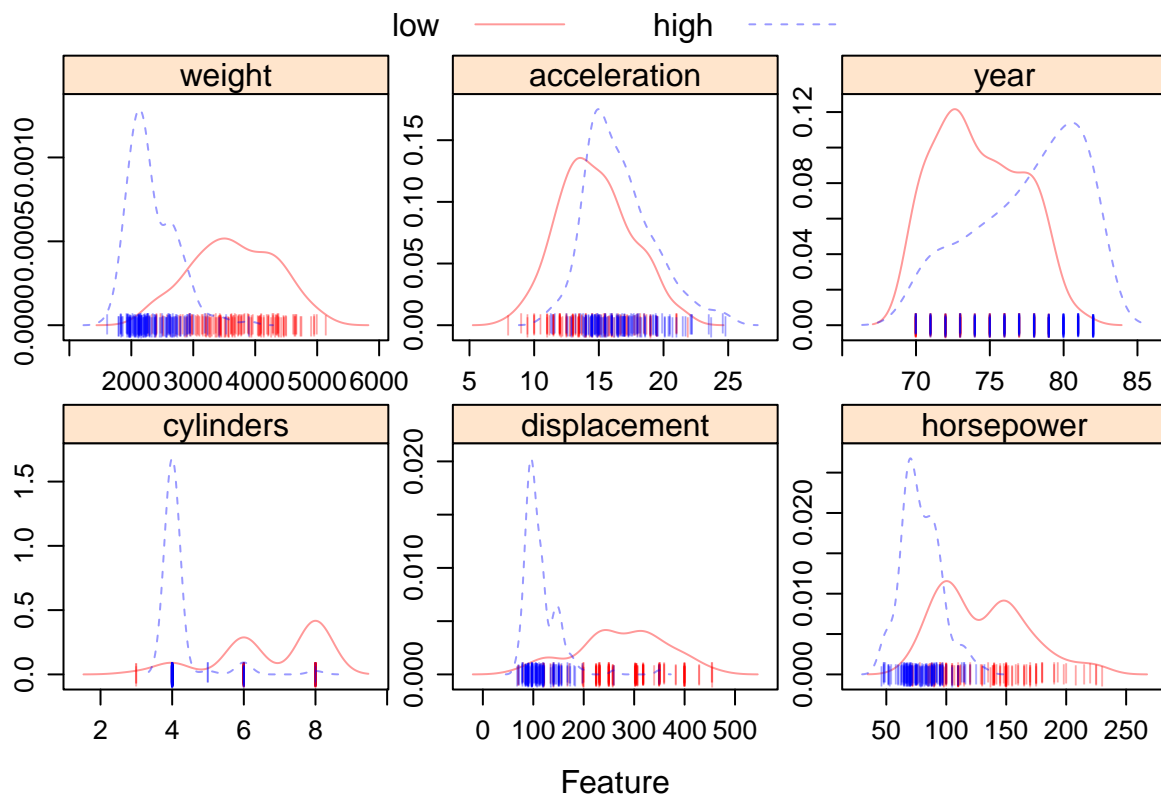 low high
weight acceleration year
0.0000 0.0005 0.0010
0.00 0.05 0.10 0.15
0.00 0.04 0.08 0.12
2000 3000 4000 5000 6000
5 10 15 20 25
70 75 80 85
cylinders displacement horsepower
0.0 0.5 1.0 1.5
0.000 0.010 0.020
0.000 0.010 0.020
2 4 6 8
0 100 200 300 400 500
50 100 150 200 250
Feature